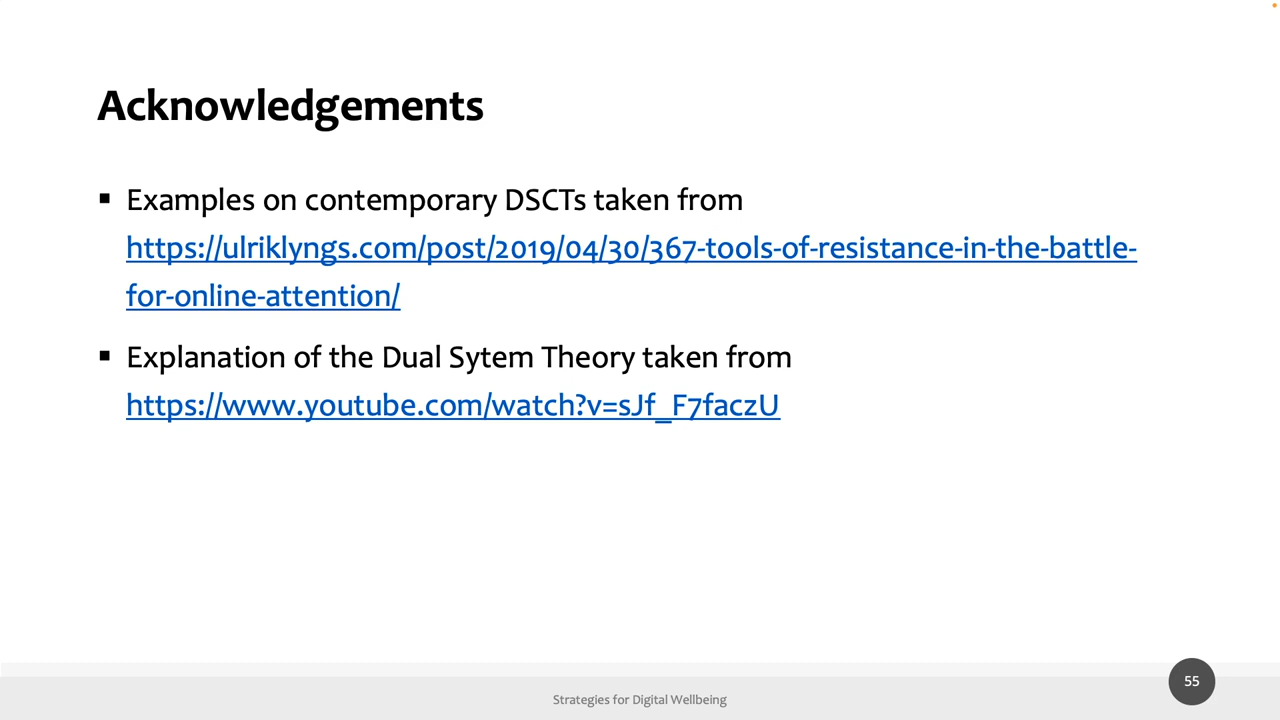 Acknowledgements
▪ Examples on contemporary DSCTs taken from
https://ulriklyngs.com/post/2019/04/30/367-tools-of-resistance-in-the-battle-
for-online-attention/
▪ Explanation of the Dual Sytem Theory taken from
https://www.youtube.com/watch?v=sJf_F7faczU
55
Strategies for Digital Wellbeing